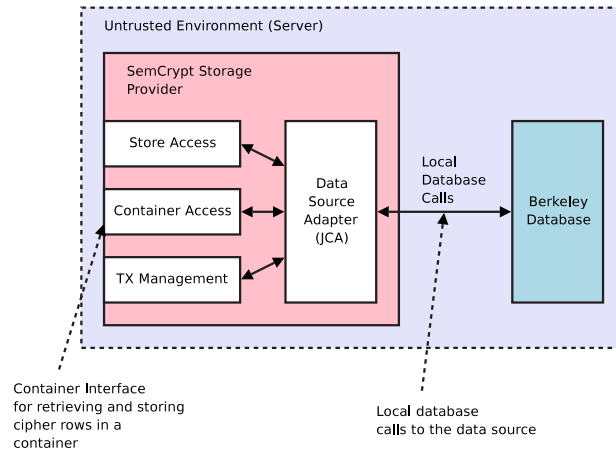 Untrusted Environment (Server)
SemCrypt Storage
Provider
Store Access
Container Access
TX Management
Data
Source
Adapter
(JCA)
Local
Database
Calls
Berkeley
Database
Container Interface
for retrieving and storing
cipher rows in a
container
Local database
calls to the data source